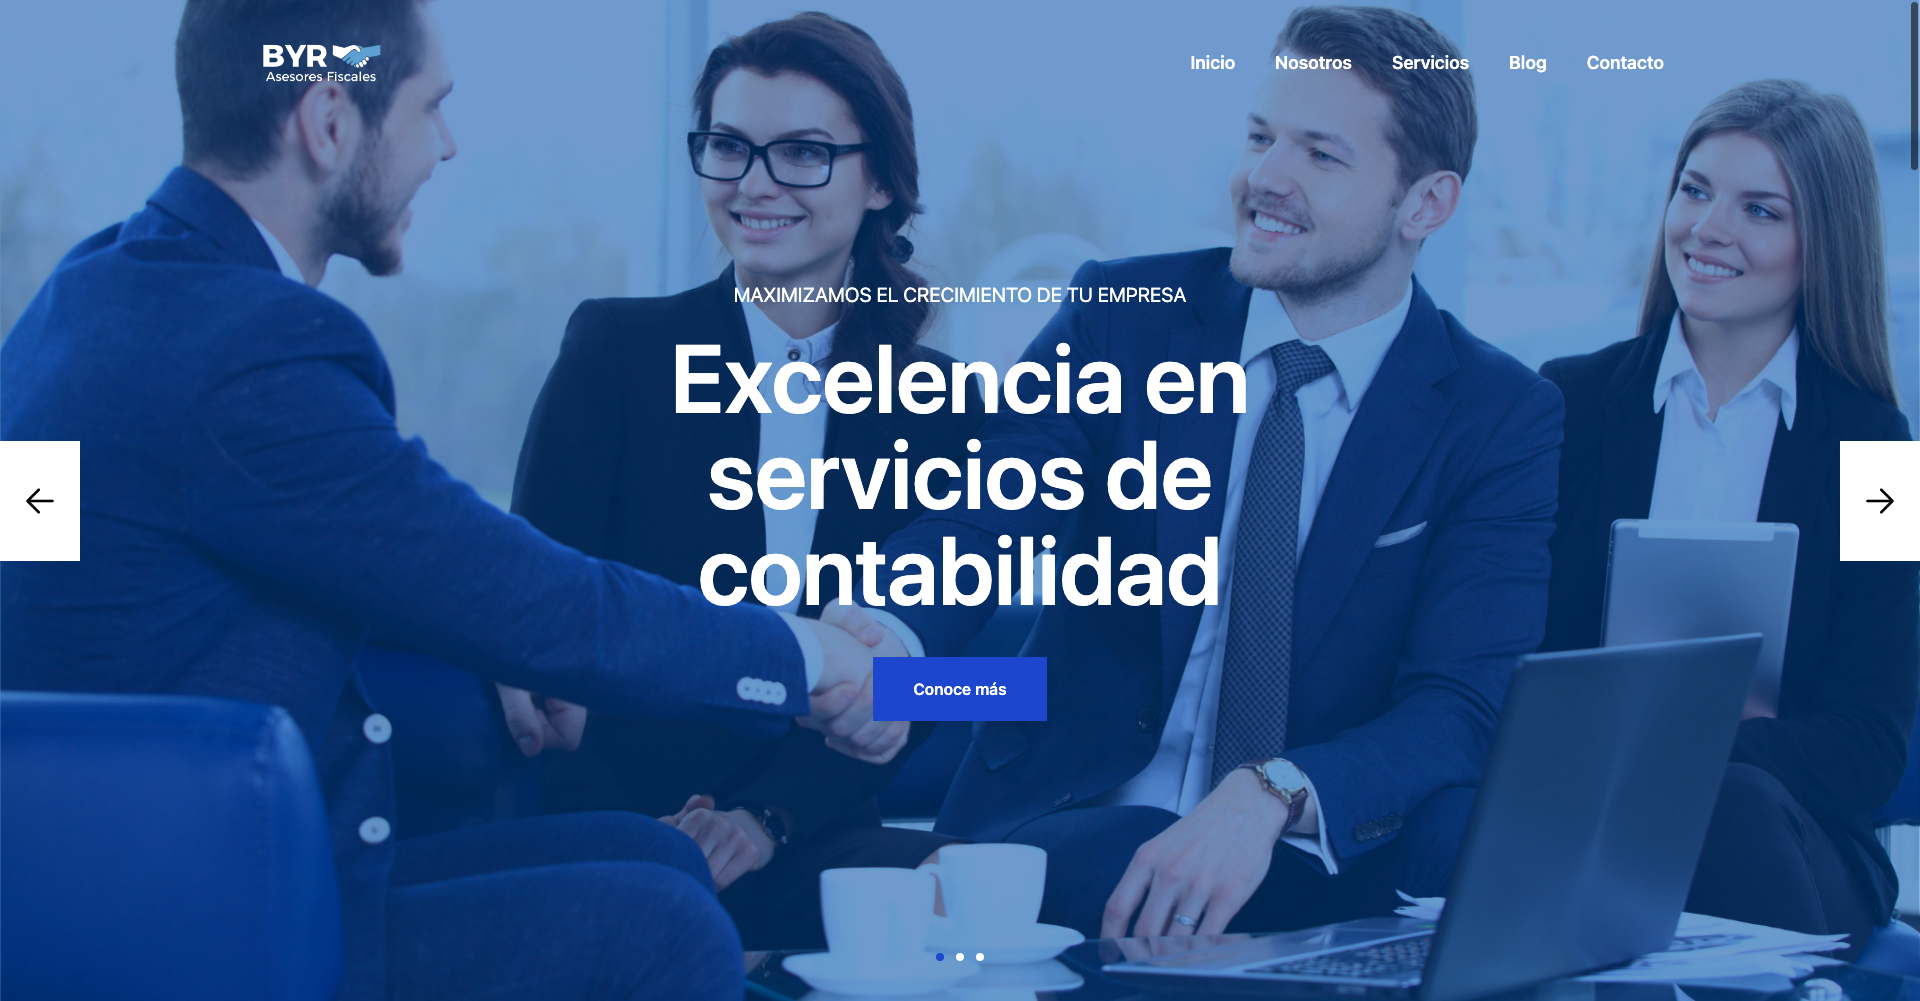 BYR
Asesores Fiscales
Inicio
Nosotros
Servicios
Blog
Contacto
MAXIMIZAMOS EL CRECIMIENTO DE TU EMPRESA
Excelencia en
servicios de
contabilidad
Conoce más